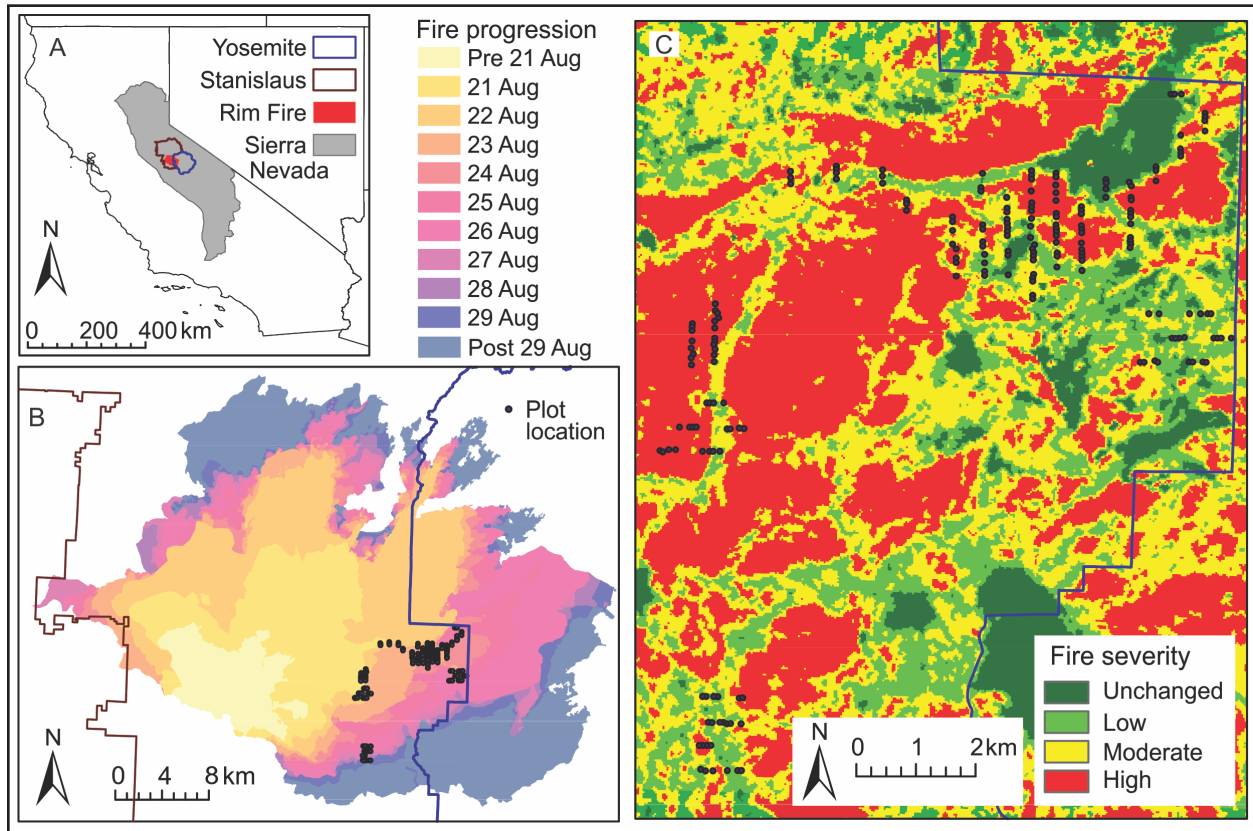 A
Yosemite
Stanislaus
Rim Fire
Sierra
Nevada
N
0 200 400 km
Fire progression
Pre 21 Aug
21 Aug
22 Aug
23 Aug
24 Aug
25 Aug
26 Aug
27 Aug
28 Aug
29 Aug
Post 29 Aug
B
Plot
location
N
0 4 8 km
C
Fire severity
Unchanged
Low
Moderate
High
N
0 1 2 km